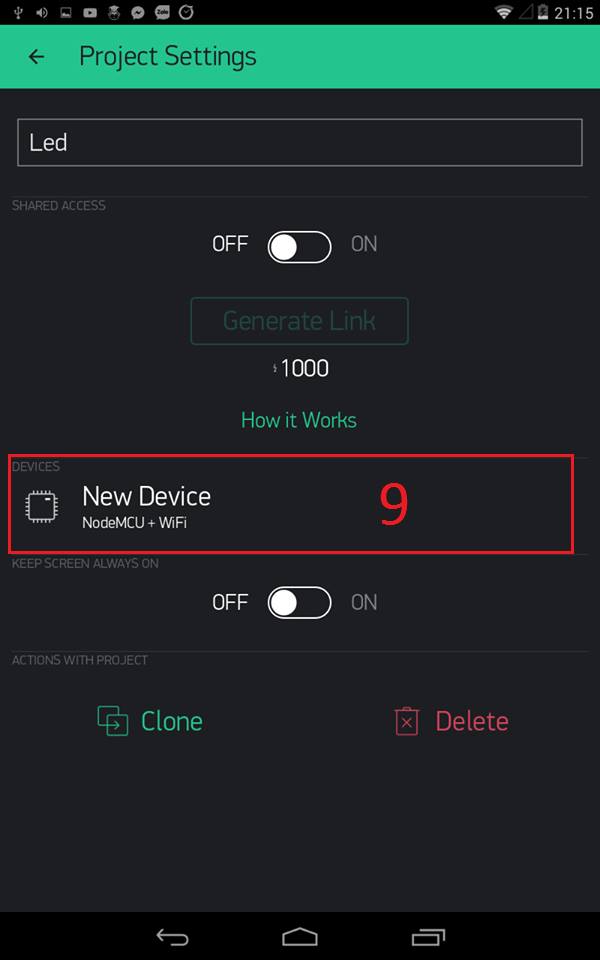 21:15
Project Settings
Led
SHARED ACCESS
OFF ON
Generate Link
1000
How it Works
DEVICES
New Device
NodeMCU + WiFi
9
KEEP SCREEN ALWAYS ON
OFF ON
ACTIONS WITH PROJECT
Clone Delete